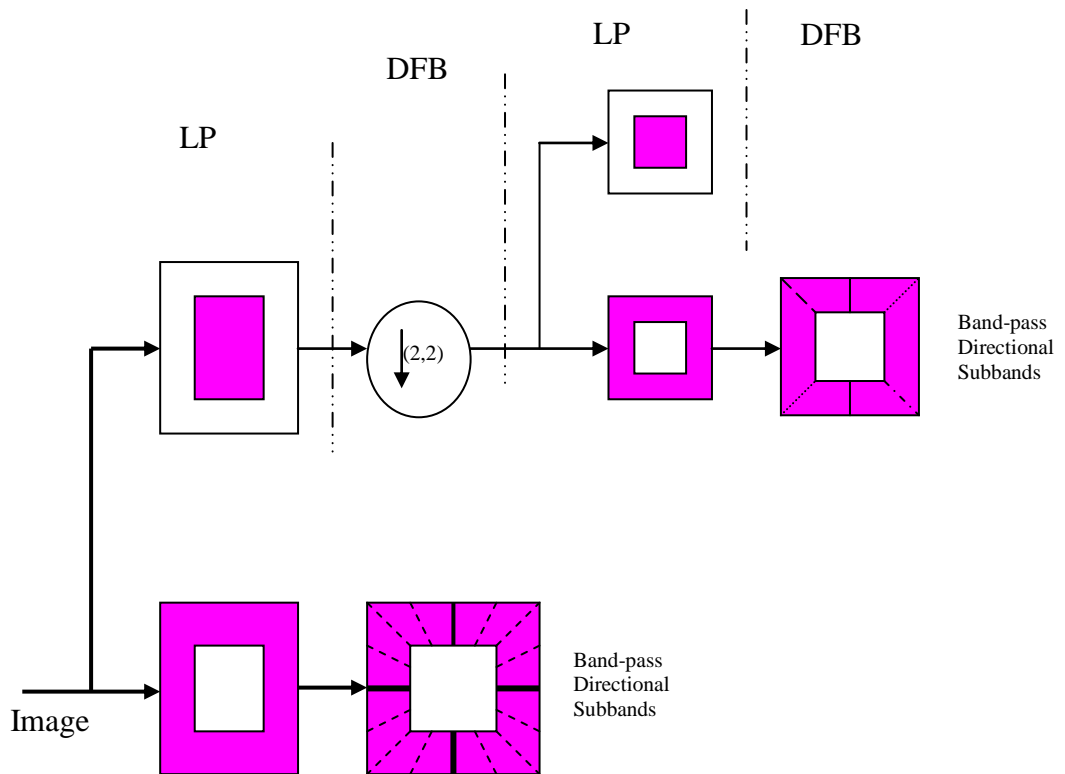 LP
DFB
LP
DFB
(2,2)
Band-pass
Directional
Subbands
Band-pass
Directional
Subbands
Image